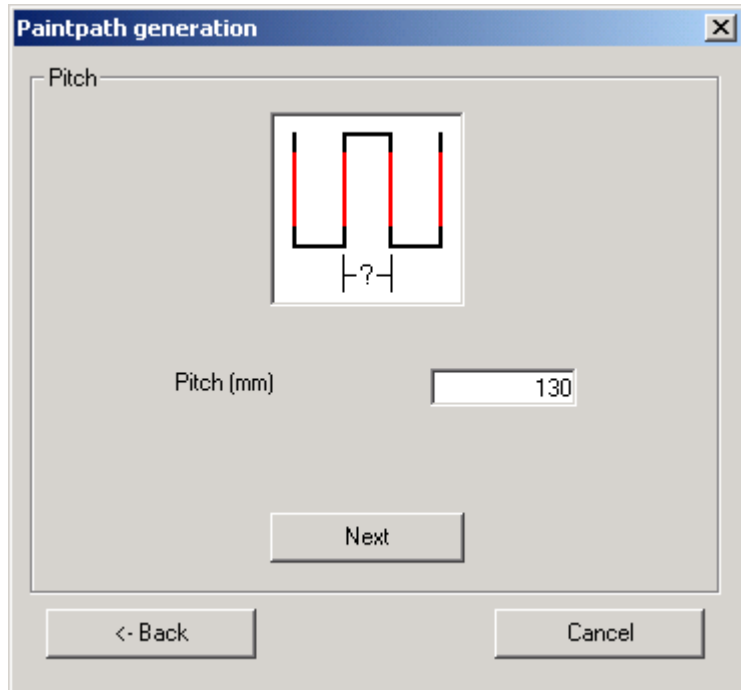 Paintpath generation
Pitch
?
Pitch (mm) 130
Next
<- Back Cancel